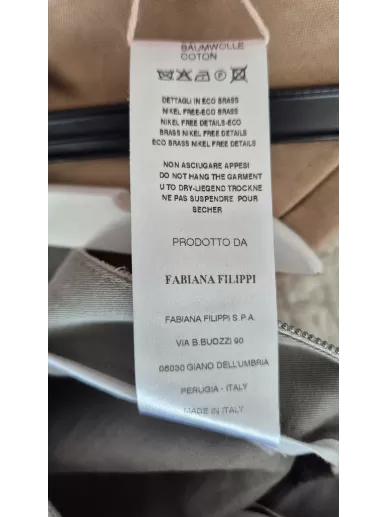 BAUMWOLLE
COTON
DETTAGLI IN ECO BRASS
NIKEL FREE-ECO BRASS
NIKEL FREE DETAILS-ECO
BRASS NIKEL FREE DETAILS
ECO BRASS NIKEL FREE DETAILS
NON ASCIUGARE APPESI
DO NOT HANG THE GARMENT
U TO DRY-LIEGEND TROCKNE
NE PAS SUSPENDRE POUR
SECHER
PRODOTTO DA
FABIANA FILIPPI
FABIANA FILIPPI S.P.A.
VIA B.BUOZZI 90
06030 GIANO DELL'UMBRIA
PERUGIA - ITALY
MADE IN ITALY